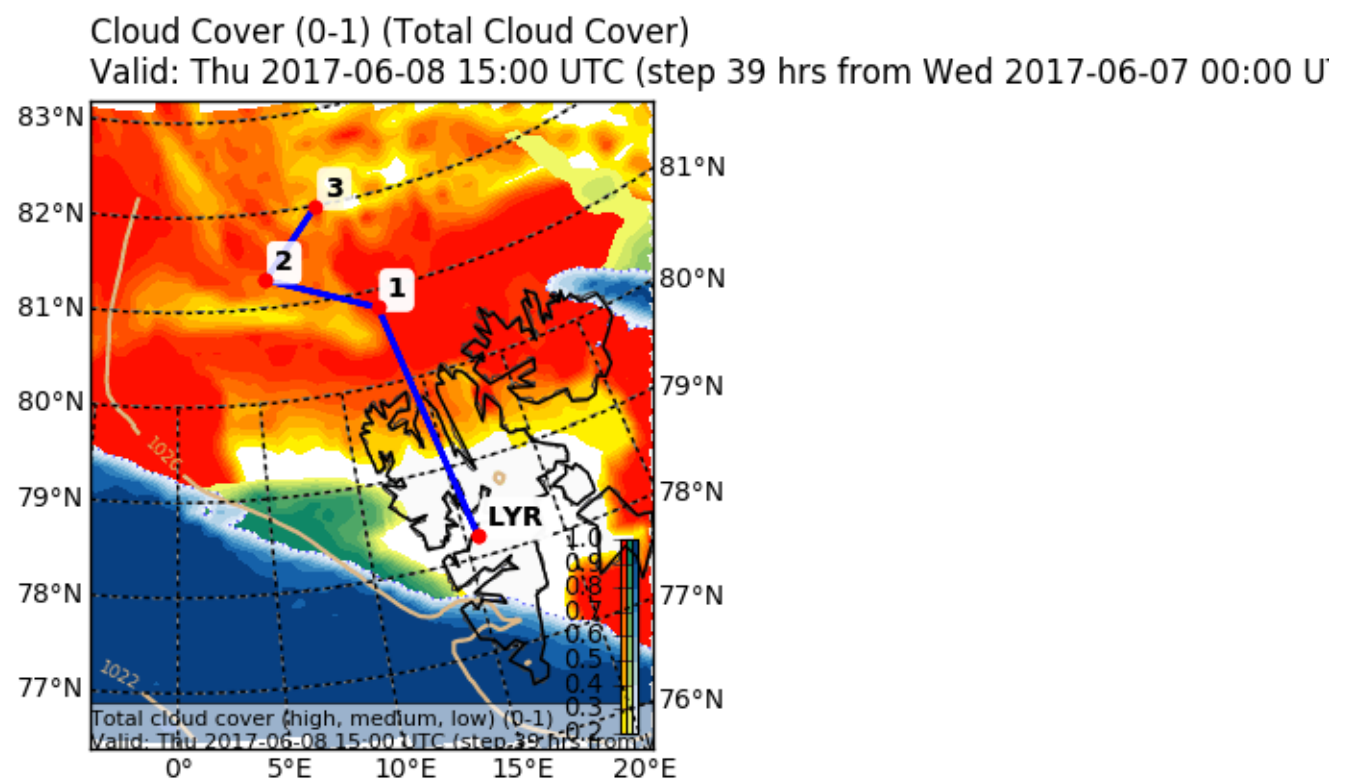 Cloud Cover (0-1) (Total Cloud Cover)
Valid: Thu 2017-06-08 15:00 UTC (step 39 hrs from Wed 2017-06-07 00:00 U
83°N
81°N
3
82°N
2
80°N
1
81°N
79°N
80°N
1026
78°N
79°N
LYR
1.0
0.9
78°N
0.8
77°N
0.7
0.6
0.5
1022
77°N
0.4
76°N
0.3
Total cloud cover (high, medium, low) (0-1)
0.2
Valid: Thu 2017-06-08 15:00 UTC (step 39 hrs from
0°
5°E
10°E
15°E
20°E